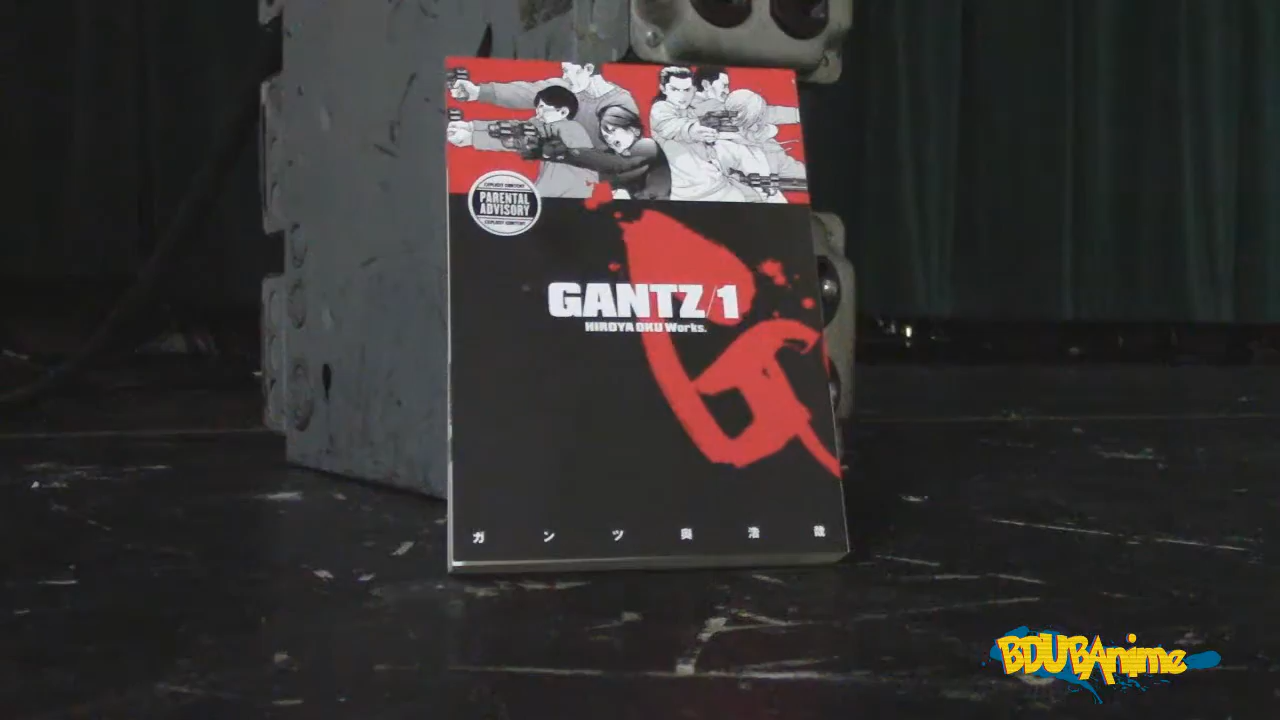 EXPLICIT CONTENT
PARENTAL
ADVISORY
EXPLICIT CONTENT
GANTZ/1
HIROYA OKU Works.
ガンツ奥浩哉
BDUBAnime